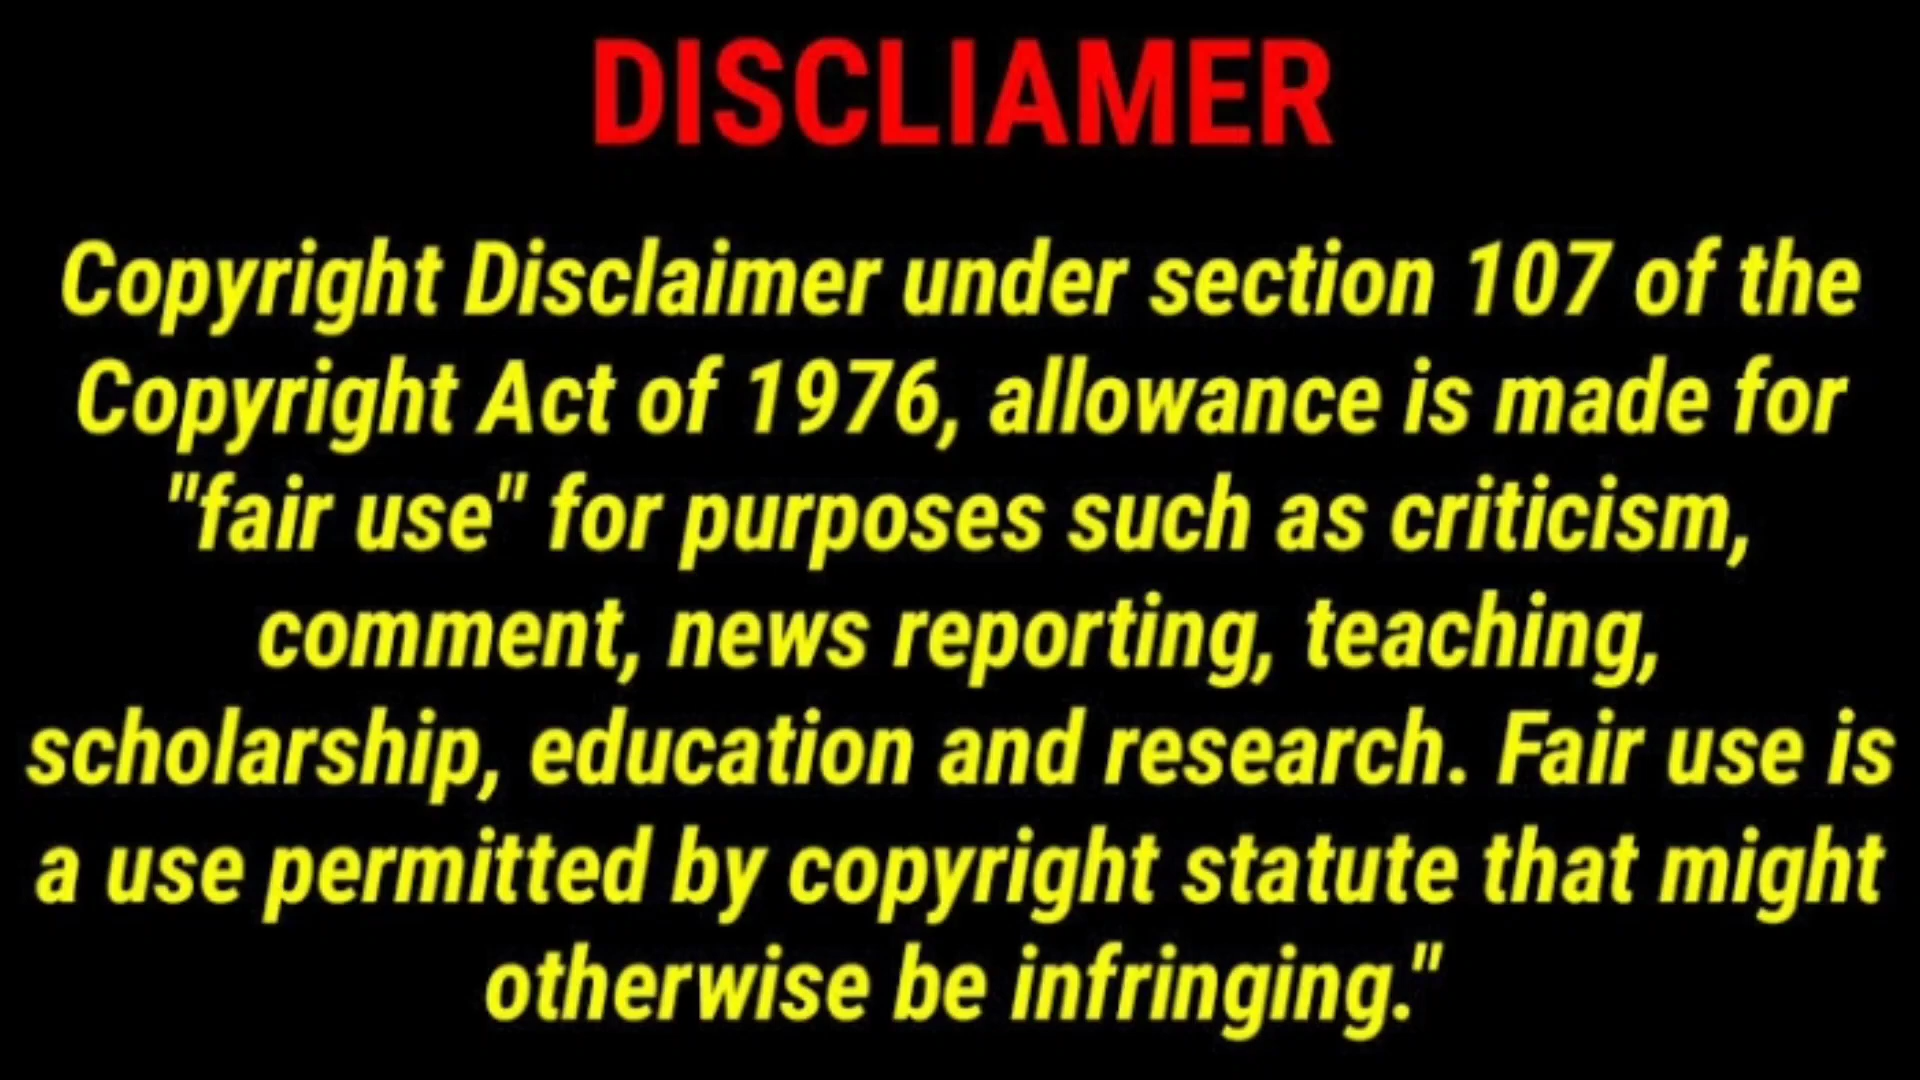 DISCLIAMER
Copyright Disclaimer under section 107 of the
Copyright Act of 1976, allowance is made for
"fair use" for purposes such as criticism,
comment, news reporting, teaching,
scholarship, education and research. Fair use is
a use permitted by copyright statute that might
otherwise be infringing."